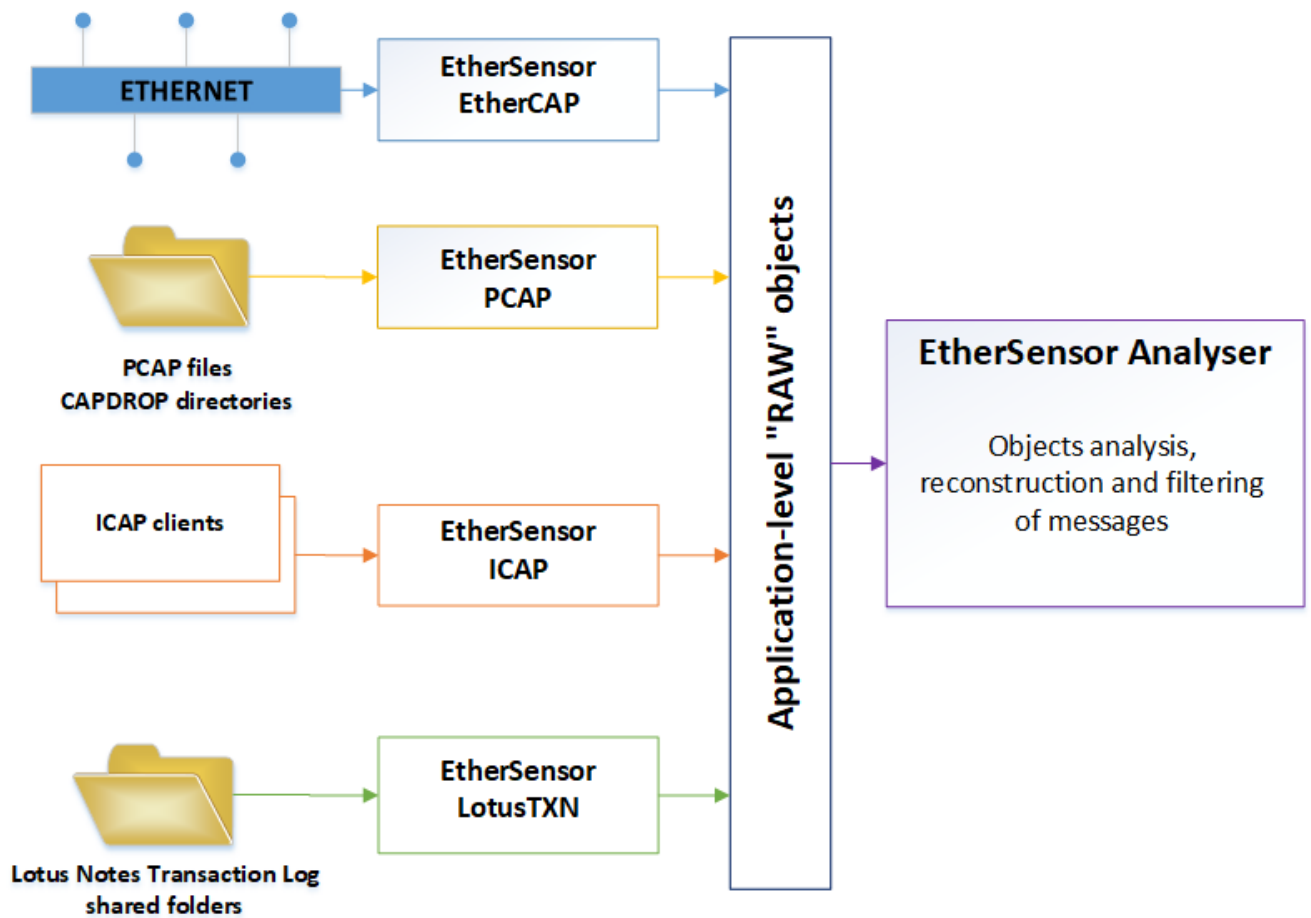 ETHERNET
EtherSensor
EtherCAP
PCAP files
CAPDROP directories
EtherSensor
PCAP
ICAP clients
EtherSensor
ICAP
Lotus Notes Transaction Log
shared folders
EtherSensor
LotusTXN
Application-level "RAW" objects
EtherSensor Analyser
Objects analysis,
reconstruction and filtering
of messages